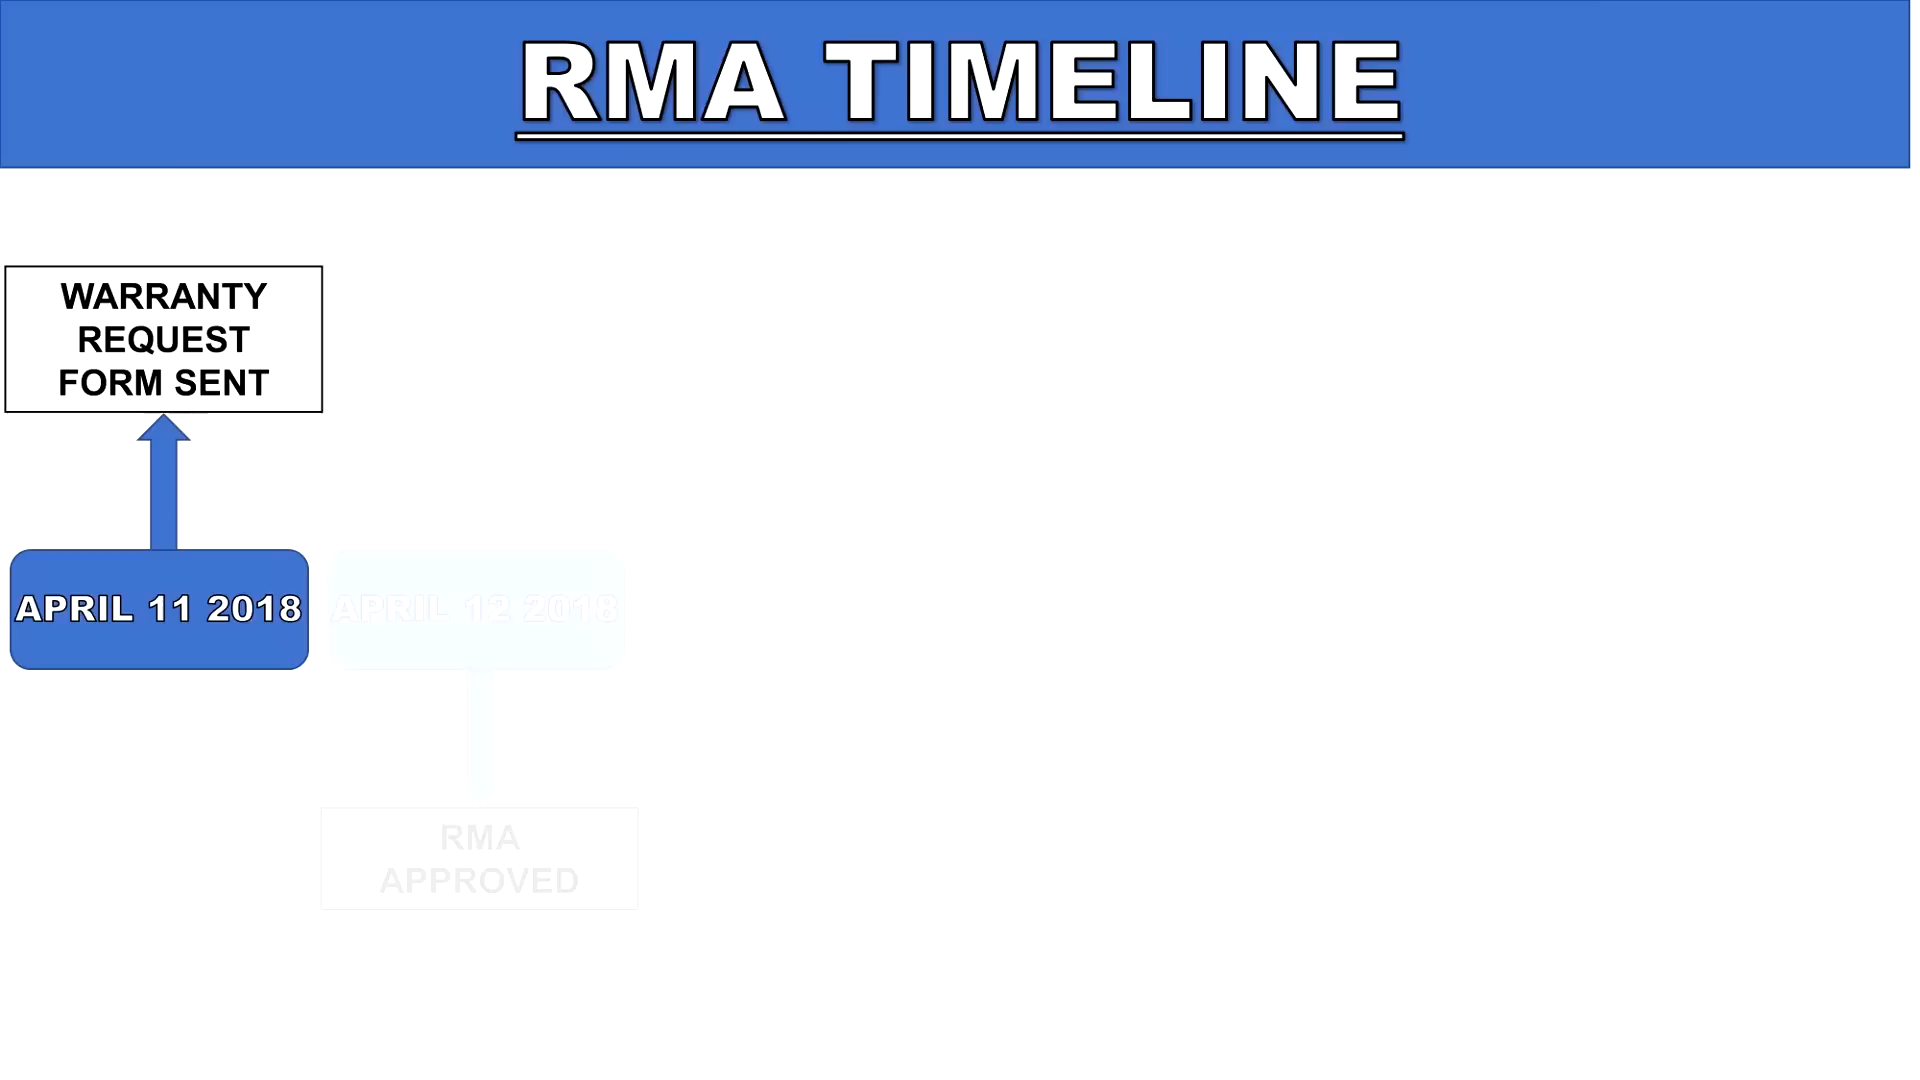 RMA TIMELINE
WARRANTY
REQUEST
FORM SENT
APRIL 11 2018
APRIL 12 2018
RMA
APPROVED